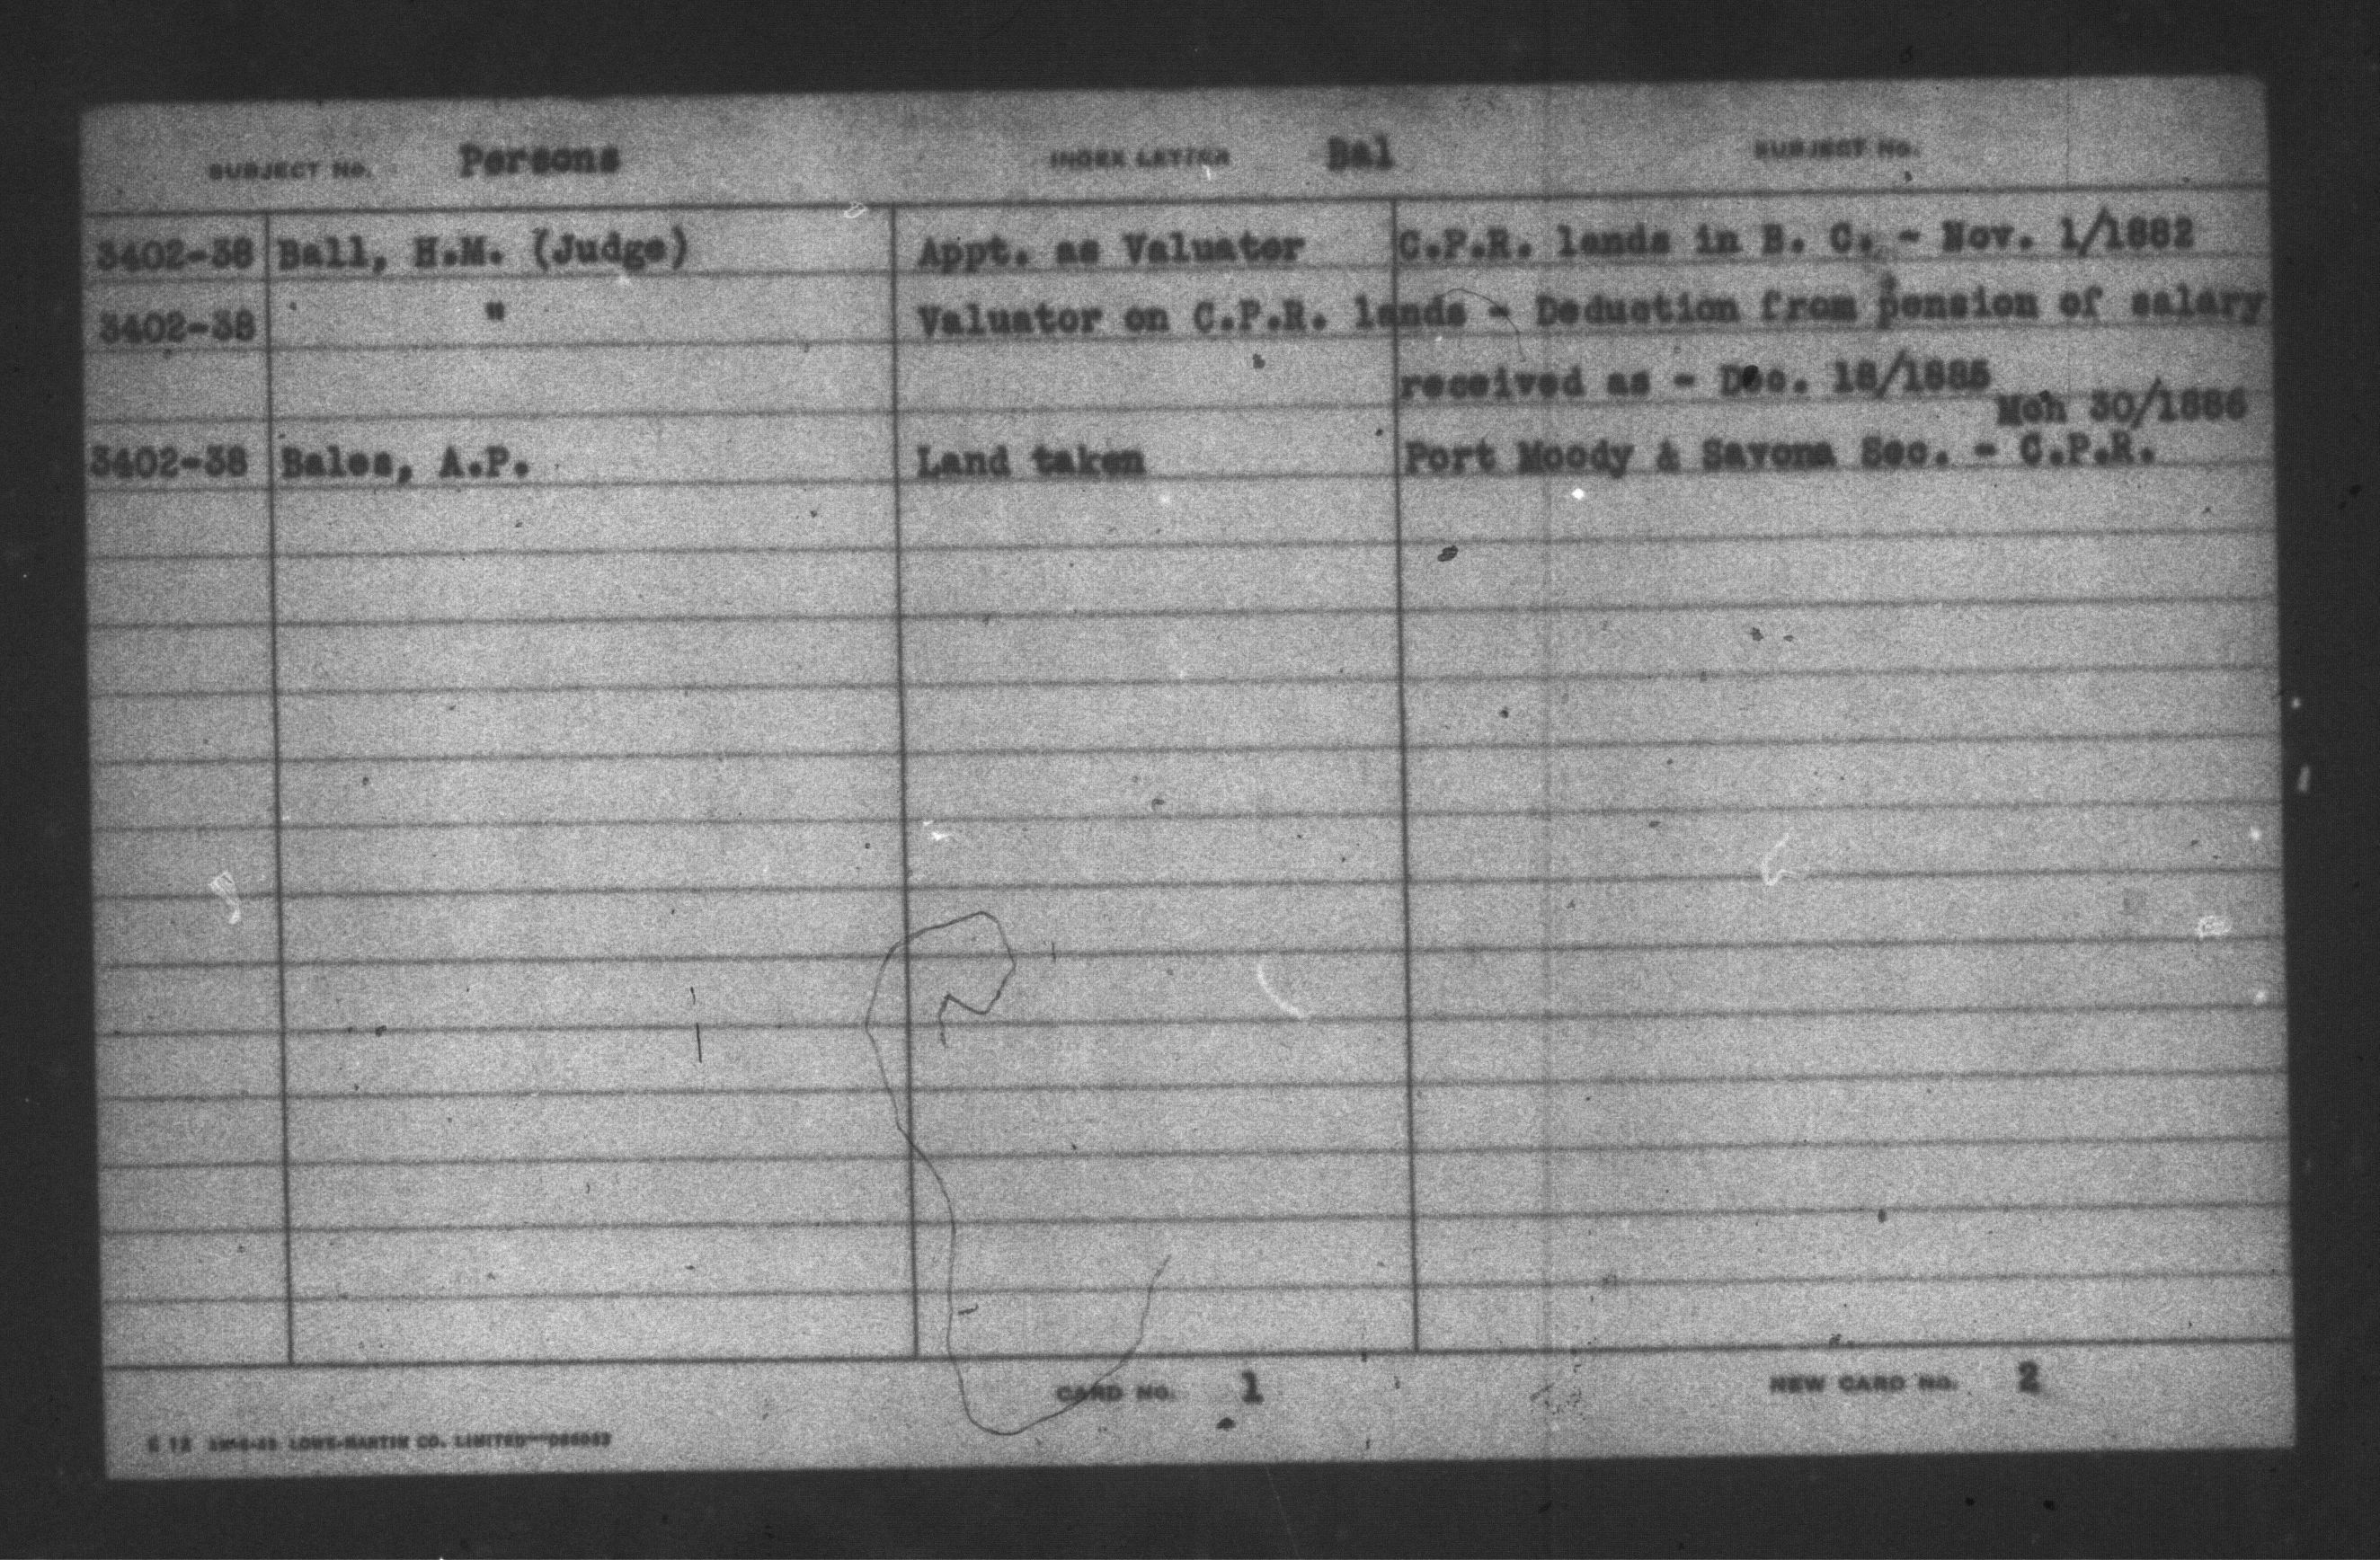 SUBJECT No. Persons INDEX LETTER Bal SUBJECT No.
3402-38 Ball, H.M. (Judge) Appt. as Valuator C.P.R. lands in B. C. - Nov. 1/1882
3402-38 " Valuator on C.P.R. lands - Deduction from pension of salary
received as - Dec. 18/1885
Mch 30/1886
3402-38 Bales, A.P. Land taken Port Moody & Savona Sec. - C.P.R.
CARD NO. 1 NEW CARD NO. 2
LOWE-MARTIN CO. LIMITED